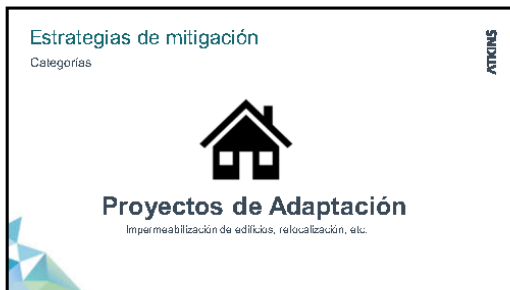 Estrategias de mitigación
Categorías
ATKINS
Proyectos de Adaptación
Impermeabilización de edificios, relocalización, etc.